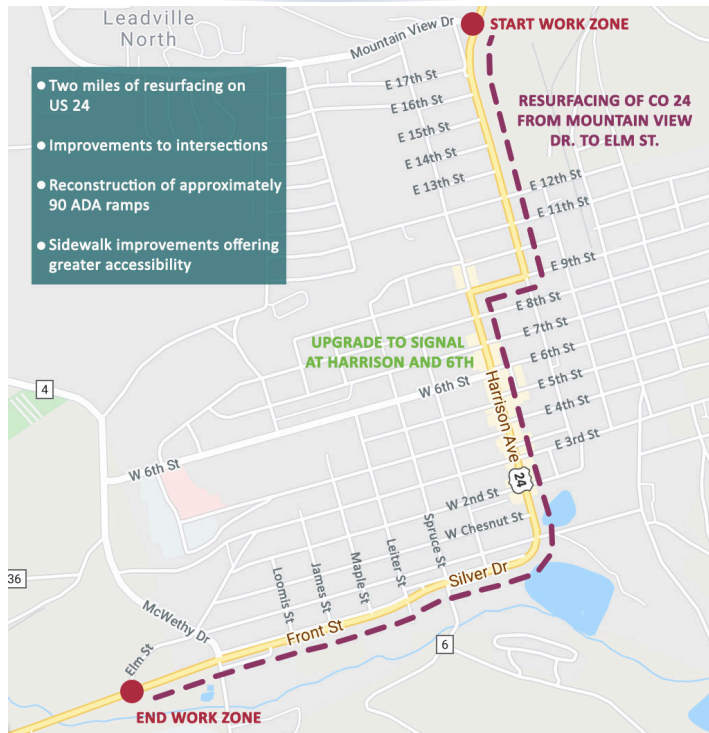 Leadville
North
Mountain View Dr
START WORK ZONE
• Two miles of resurfacing on
US 24
• Improvements to intersections
• Reconstruction of approximately
90 ADA ramps
• Sidewalk improvements offering
greater accessibility
E 17th St
E 16th St
E 15th St
E 14th St
E 13th St
RESURFACING OF CO 24
FROM MOUNTAIN VIEW
DR. TO ELM ST.
E 12th St
E 11th St
E 9th St
E 8th St
E 7th St
E 6th St
E 5th St
E 4th St
E 3rd St
UPGRADE TO SIGNAL
AT HARRISON AND 6TH
W 6th St
Harrison Ave
4
W 6th St
24
W 2nd St
W Chesnut St
Spruce St
Leiter St
Maple St
James St
Loomis St
Silver Dr
36
McWethy Dr
Front St
Elm St
6
END WORK ZONE